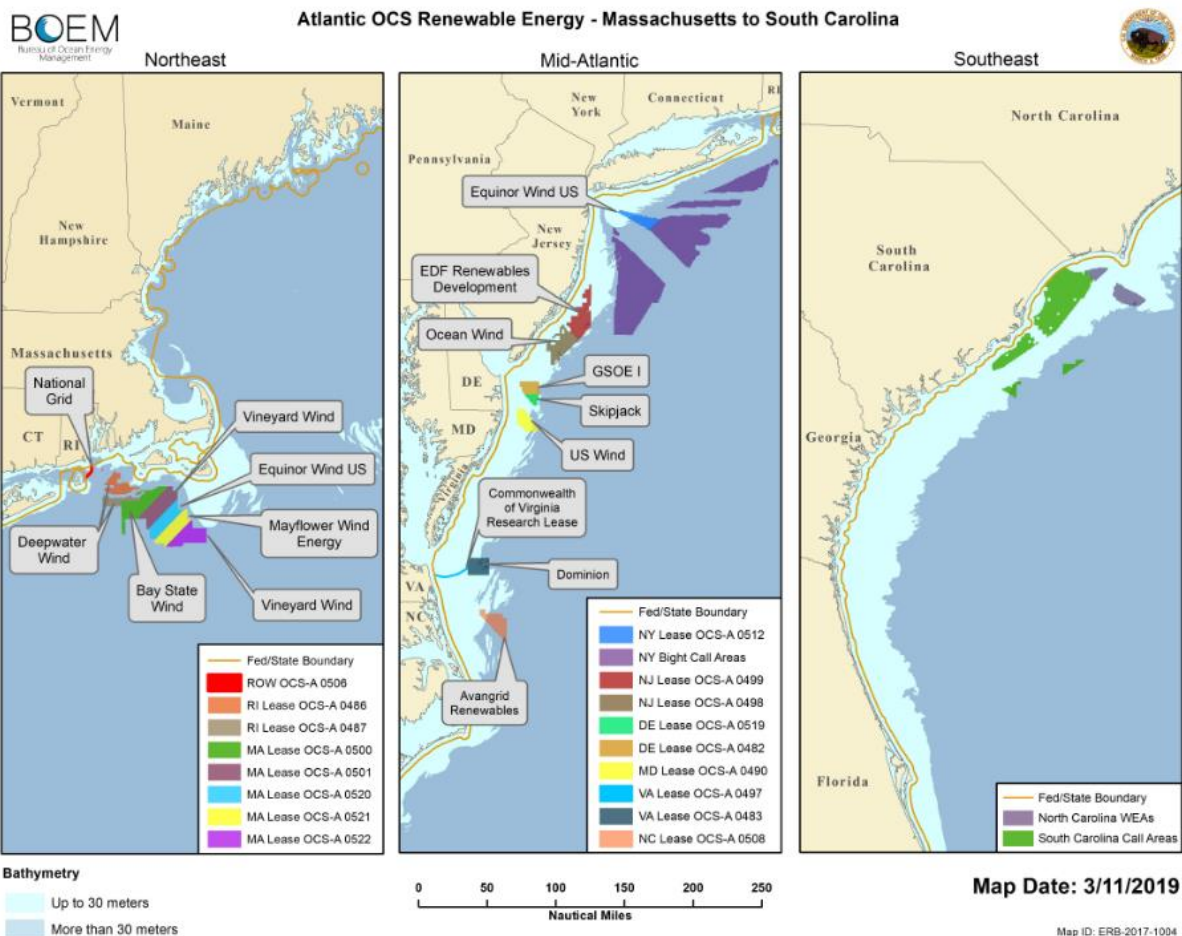 BOEM
Bureau of Ocean Energy
Management
Atlantic OCS Renewable Energy - Massachusetts to South Carolina
Northeast
Vermont
Maine
New
Hampshire
Massachusetts
National
Grid
CT
RI
Vineyard Wind
Equinor Wind US
Mayflower Wind
Energy
Deepwater
Wind
Bay State
Wind
Vineyard Wind
Fed/State Boundary
ROW OCS-A 0506
RI Lease OCS-A 0486
RI Lease OCS-A 0487
MA Lease OCS-A 0500
MA Lease OCS-A 0501
MA Lease OCS-A 0520
MA Lease OCS-A 0521
MA Lease OCS-A 0522
Mid-Atlantic
New
York
Connecticut
RI
Pennsylvania
Equinor Wind US
New
Jersey
EDF Renewables
Development
Ocean Wind
DE
GSOE I
Skipjack
MD
US Wind
Virginia
Commonwealth
of Virginia
Research Lease
Dominion
VA
NC
Avangrid
Renewables
Fed/State Boundary
NY Lease OCS-A 0512
NY Bight Call Areas
NJ Lease OCS-A 0499
NJ Lease OCS-A 0498
DE Lease OCS-A 0519
DE Lease OCS-A 0482
MD Lease OCS-A 0490
VA Lease OCS-A 0497
VA Lease OCS-A 0483
NC Lease OCS-A 0508
Southeast
North Carolina
South
Carolina
Georgia
Florida
Fed/State Boundary
North Carolina WEAs
South Carolina Call Areas
Bathymetry
Up to 30 meters
More than 30 meters
0 50 100 150 200 250
Nautical Miles
Map Date: 3/11/2019
Map ID: ERB-2017-1004